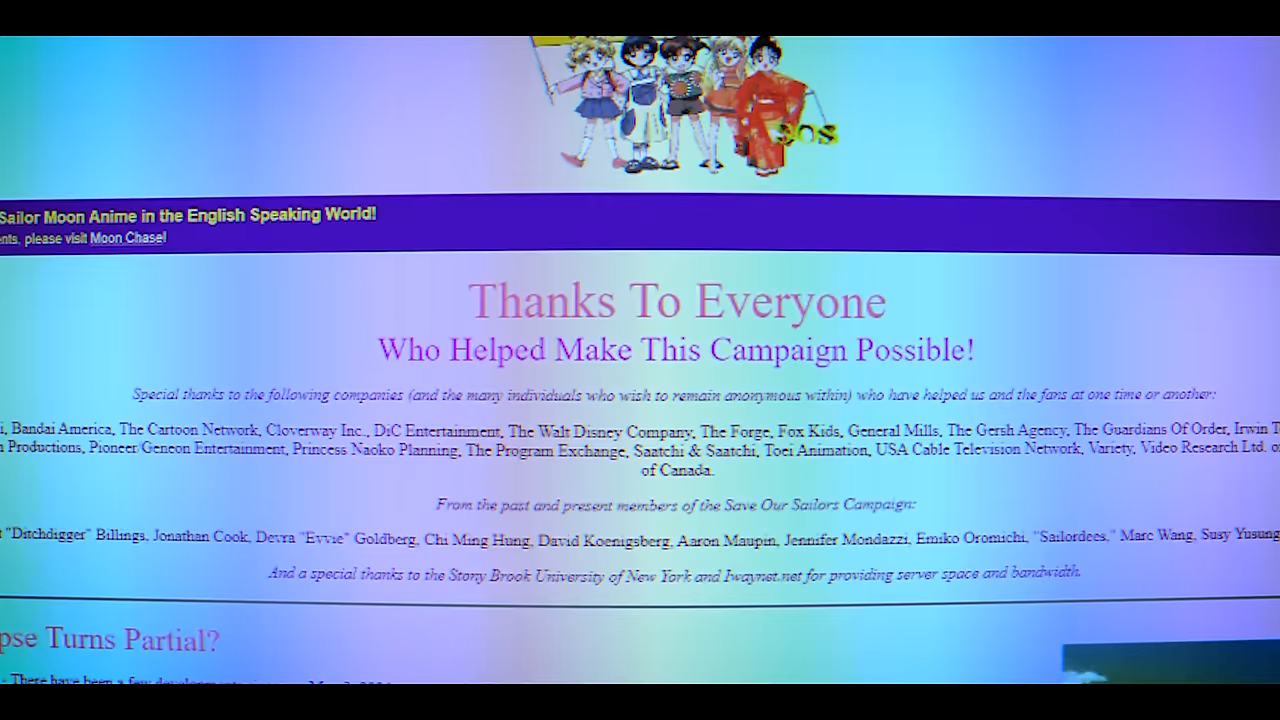 SOS
Sailor Moon Anime in the English Speaking World!
ents, please visit Moon Chase!
Thanks To Everyone
Who Helped Make This Campaign Possible!
Special thanks to the following companies (and the many individuals who wish to remain anonymous within) who have helped us and the fans at one time or another:
i, Bandai America, The Cartoon Network, Cloverway Inc., DiC Entertainment, The Walt Disney Company, The Forge, Fox Kids, General Mills, The Gersh Agency, The Guardians Of Order, Irwin T
n Productions, Pioneer/Geneon Entertainment, Princess Naoko Planning, The Program Exchange, Saatchi & Saatchi, Toei Animation, USA Cable Television Network, Variety, Video Research Ltd. o
of Canada.
From the past and present members of the Save Our Sailors Campaign:
"Ditchdigger" Billings, Jonathan Cook, Devra "Evvie" Goldberg, Chi Ming Hung, David Koenigsberg, Aaron Maupin, Jennifer Mondazzi, Emiko Oromichi, "Sailordees," Marc Wang, Susy Yusung
And a special thanks to the Stony Brook University of New York and Iwaynet.net for providing server space and bandwidth.
pse Turns Partial?
- There have been a few developments